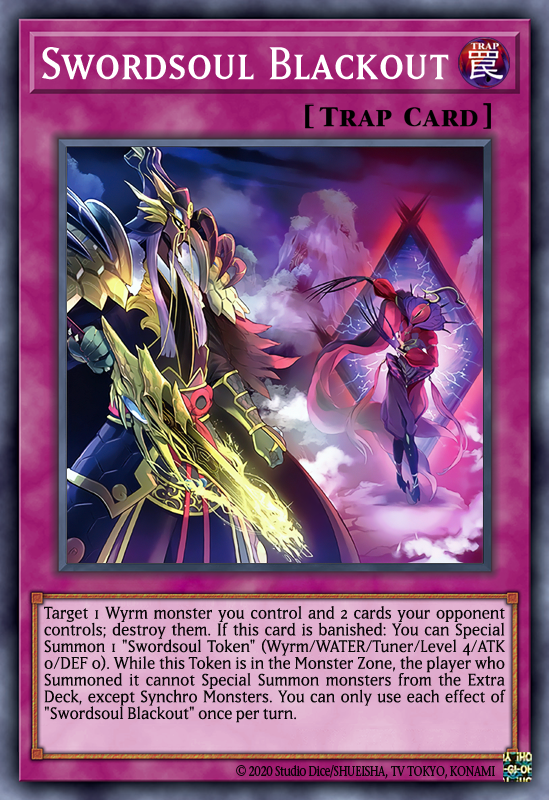 SWORDSOUL BLACKOUT
TRAP
罠
[TRAP CARD]
Target 1 Wyrm monster you control and 2 cards your opponent
controls; destroy them. If this card is banished: You can Special
Summon 1 "Swordsoul Token" (Wyrm/WATER/Tuner/Level 4/ATK
0/DEF 0). While this Token is in the Monster Zone, the player who
Summoned it cannot Special Summon monsters from the Extra
Deck, except Synchro Monsters. You can only use each effect of
"Swordsoul Blackout" once per turn.
© 2020 Studio Dice/SHUEISHA, TV TOKYO, KONAMI